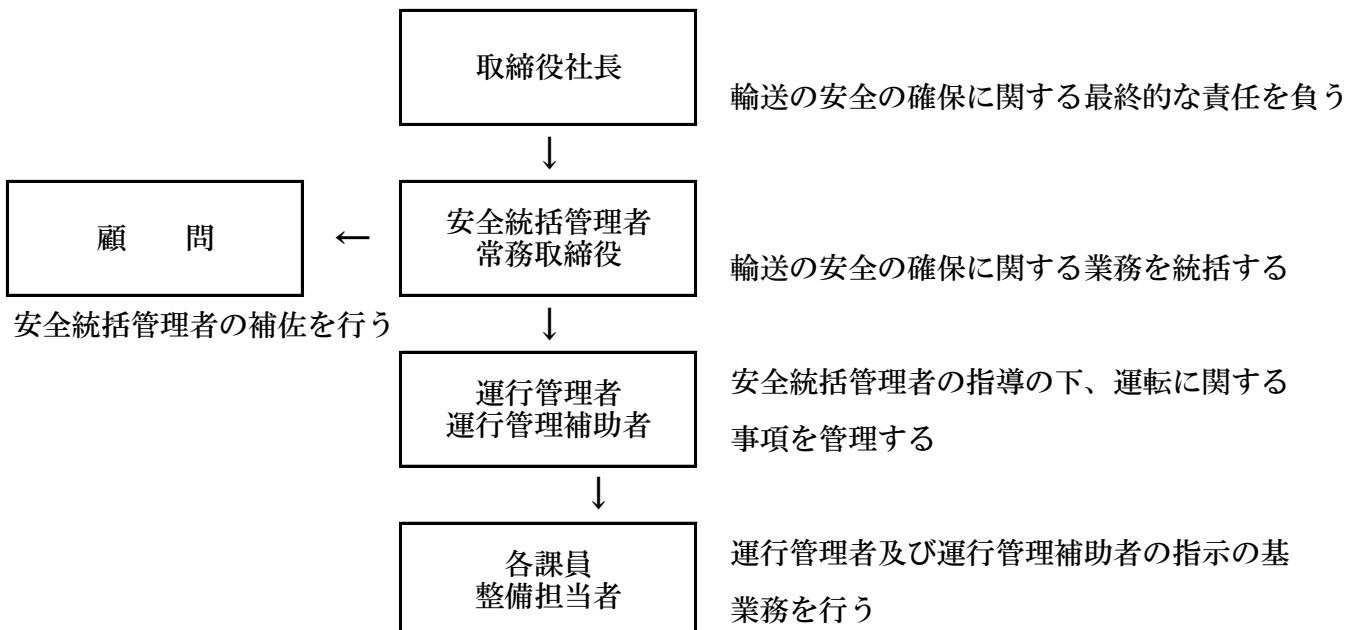 取締役社長
輸送の安全の確保に関する最終的な責任を負う
↓
顧　　問
←
安全統括管理者
常務取締役
輸送の安全の確保に関する業務を統括する
安全統括管理者の補佐を行う
↓
運行管理者
運行管理補助者
安全統括管理者の指導の下、運転に関する
事項を管理する
↓
各課員
整備担当者
運行管理者及び運行管理補助者の指示の基
業務を行う